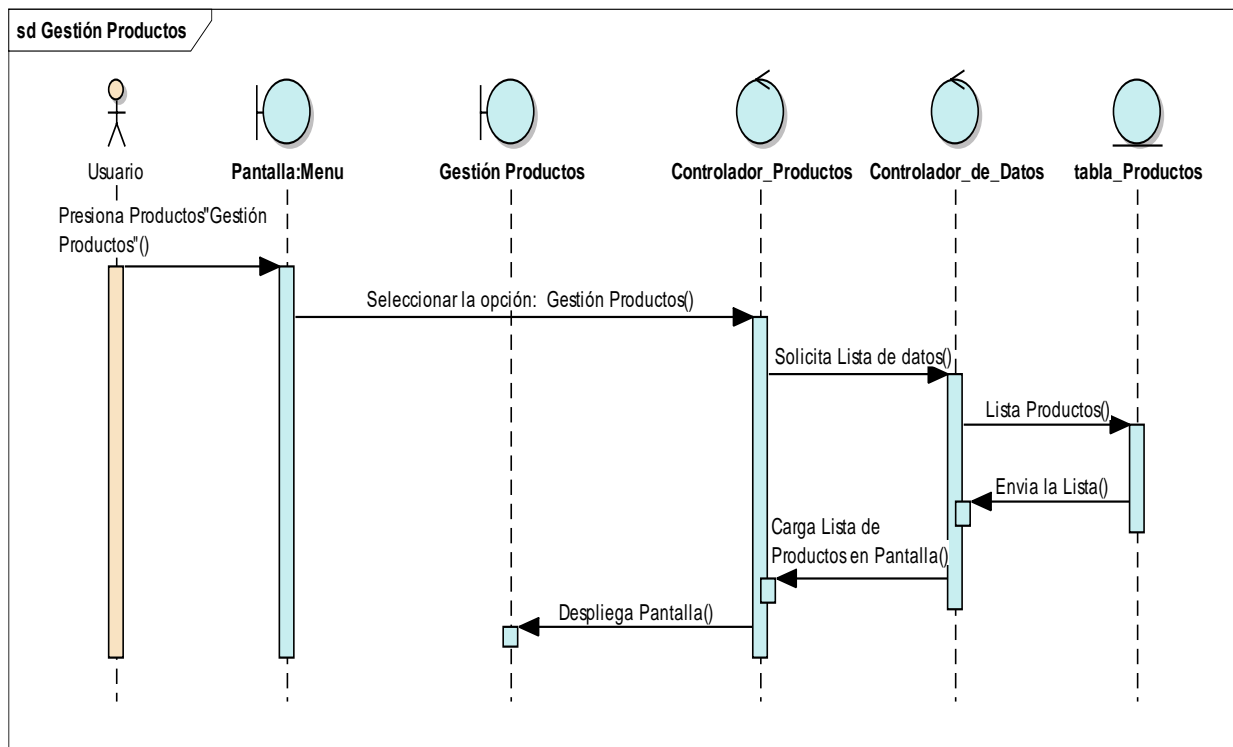 sd Gestión Productos
Usuario
Pantalla:Menu
Gestión Productos
Controlador_Productos
Controlador_de_Datos
tabla_Productos
Presiona Productos"Gestión
Productos"()
Seleccionar la opción:  Gestión Productos()
Solicita Lista de datos()
Lista Productos()
Envia la Lista()
Carga Lista de
Productos en Pantalla()
Despliega Pantalla()